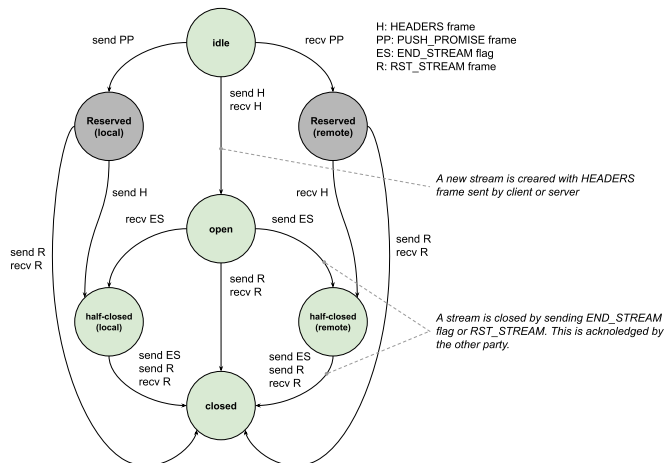 H: HEADERS frame
PP: PUSH_PROMISE frame
ES: END_STREAM flag
R: RST_STREAM frame
idle
send PP
recv PP
send H
recv H
Reserved
(local)
Reserved
(remote)
A new stream is creared with HEADERS
frame sent by client or server
send H
recv H
recv ES
send ES
open
send R
recv R
send R
recv R
send R
recv R
half-closed
(local)
half-closed
(remote)
A stream is closed by sending END_STREAM
flag or RST_STREAM. This is acknoledged by
the other party.
send ES
send R
recv R
send ES
send R
recv R
closed